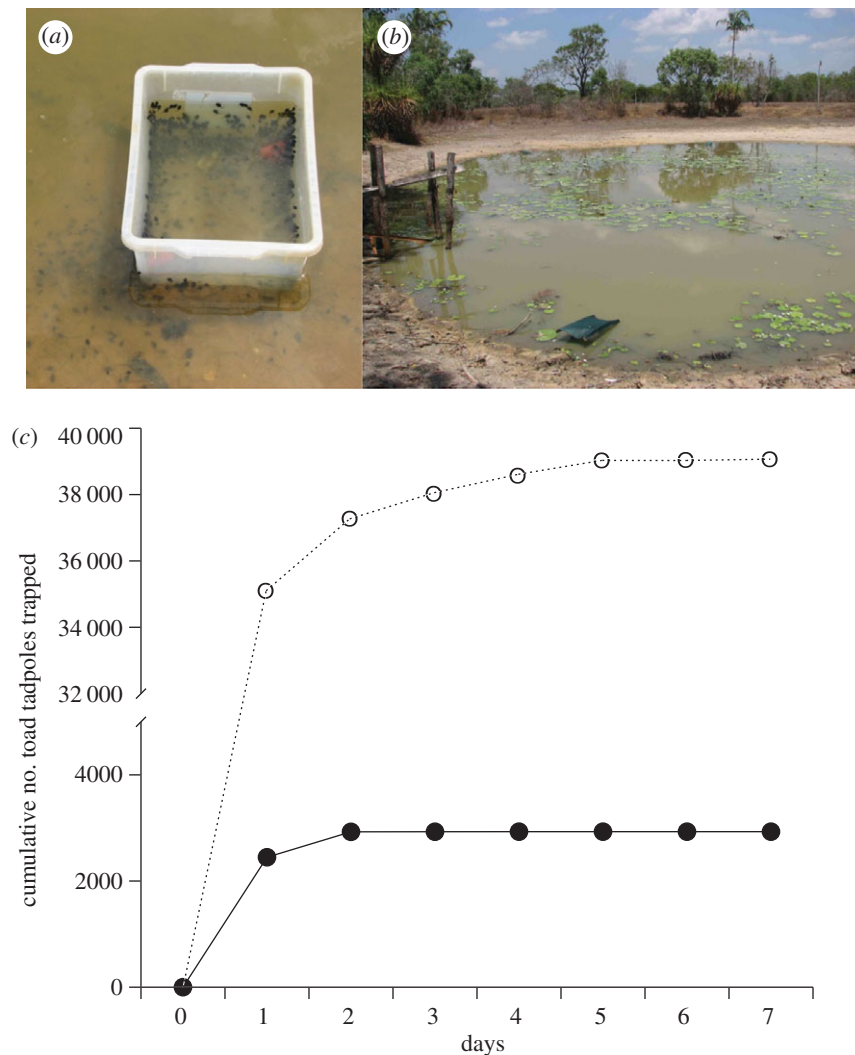 (a)
(b)
(c)
40 000
38 000
36 000
34 000
32 000
4000
2000
0
cumulative no. toad tadpoles trapped
0 1 2 3 4 5 6 7
days